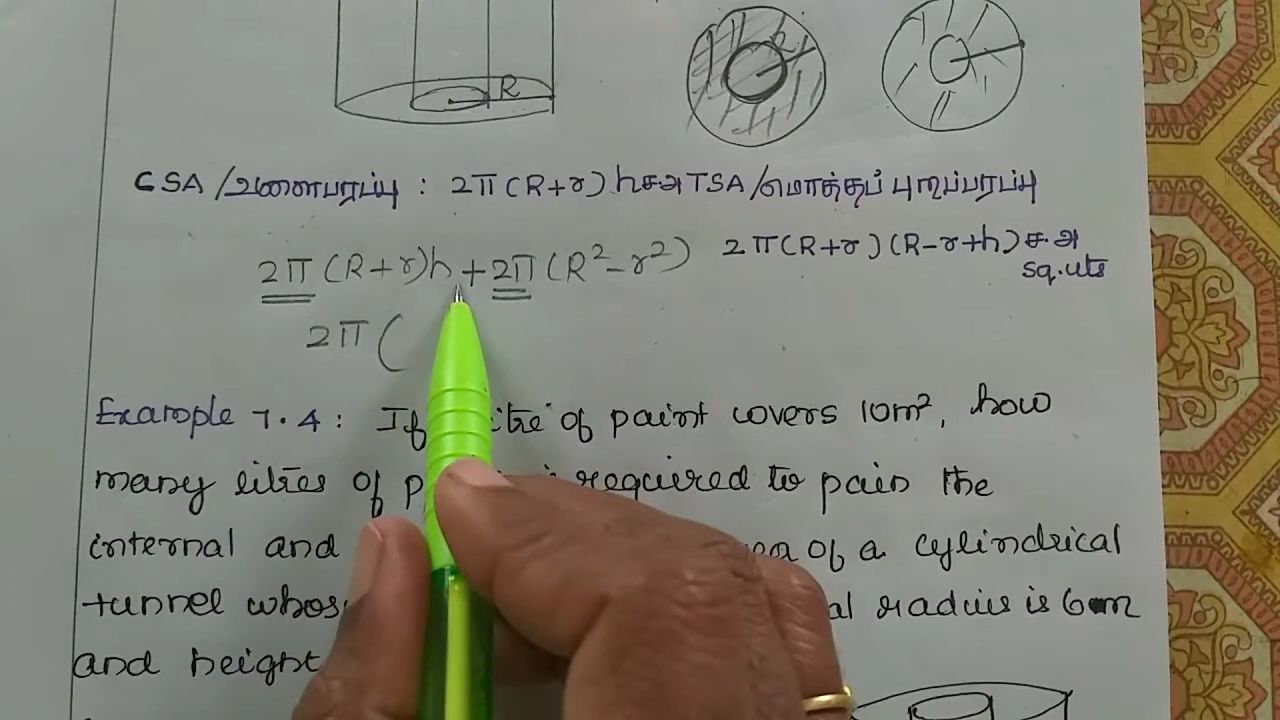 R
R
CSA/வளைபரப்பு : 2π(R+r)h ச.அ TSA/மொத்தப் புறப்பரப்பு
2π(R+r)h+2π(R²-r²) 2π(R+r)(R-r+h) ச.அ
sq.uts
2π(
Example 7.4: If litre of paint covers 10m², how
many litres of required to pain the
internal and of a cylindrical
tunnel radius is 6m
and height